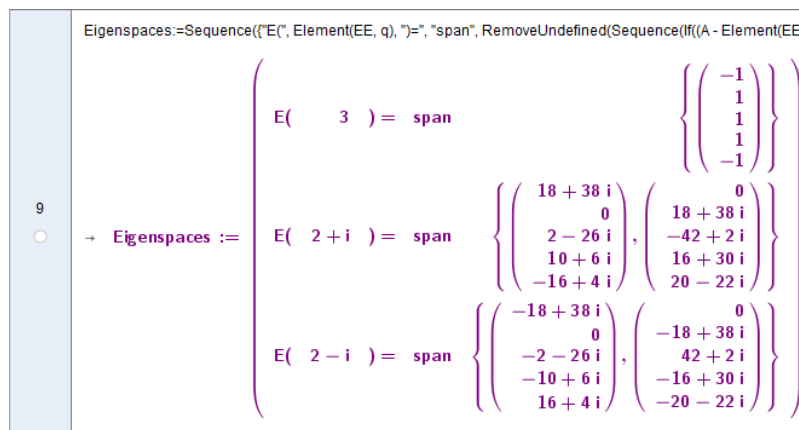 Eigenspaces:=Sequence({"E(", Element(EE, q), ")=", "span", RemoveUndefined(Sequence(If((A - Element(EE
9
→ Eigenspaces :=
E( 3 ) = span
−1
1
1
1
−1
E( 2 + i ) = span
18 + 38 i
0
2 − 26 i
10 + 6 i
−16 + 4 i
,
0
18 + 38 i
−42 + 2 i
16 + 30 i
20 − 22 i
E( 2 − i ) = span
−18 + 38 i
0
−2 − 26 i
−10 + 6 i
16 + 4 i
,
0
−18 + 38 i
42 + 2 i
−16 + 30 i
−20 − 22 i